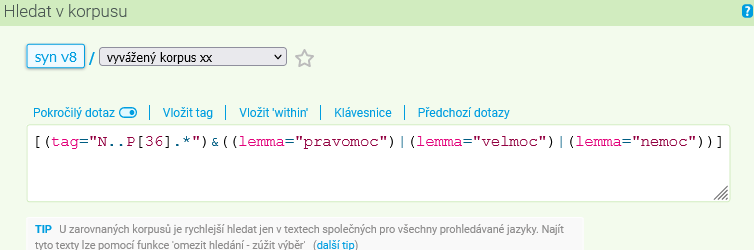 Hledat v korpusu ?
syn v8 / vyvážený korpus xx
Pokročilý dotaz | Vložit tag | Vložit 'within' | Klávesnice | Předchozí dotazy
[(tag="N..P[36].*")&((lemma="pravomoc")|(lemma="velmoc")|(lemma="nemoc"))]
TIP U zarovnaných korpusů je rychlejší hledat jen v textech společných pro všechny prohledávané jazyky. Najít
tyto texty lze pomocí funkce 'omezit hledání - zúžit výběr' (další tip)